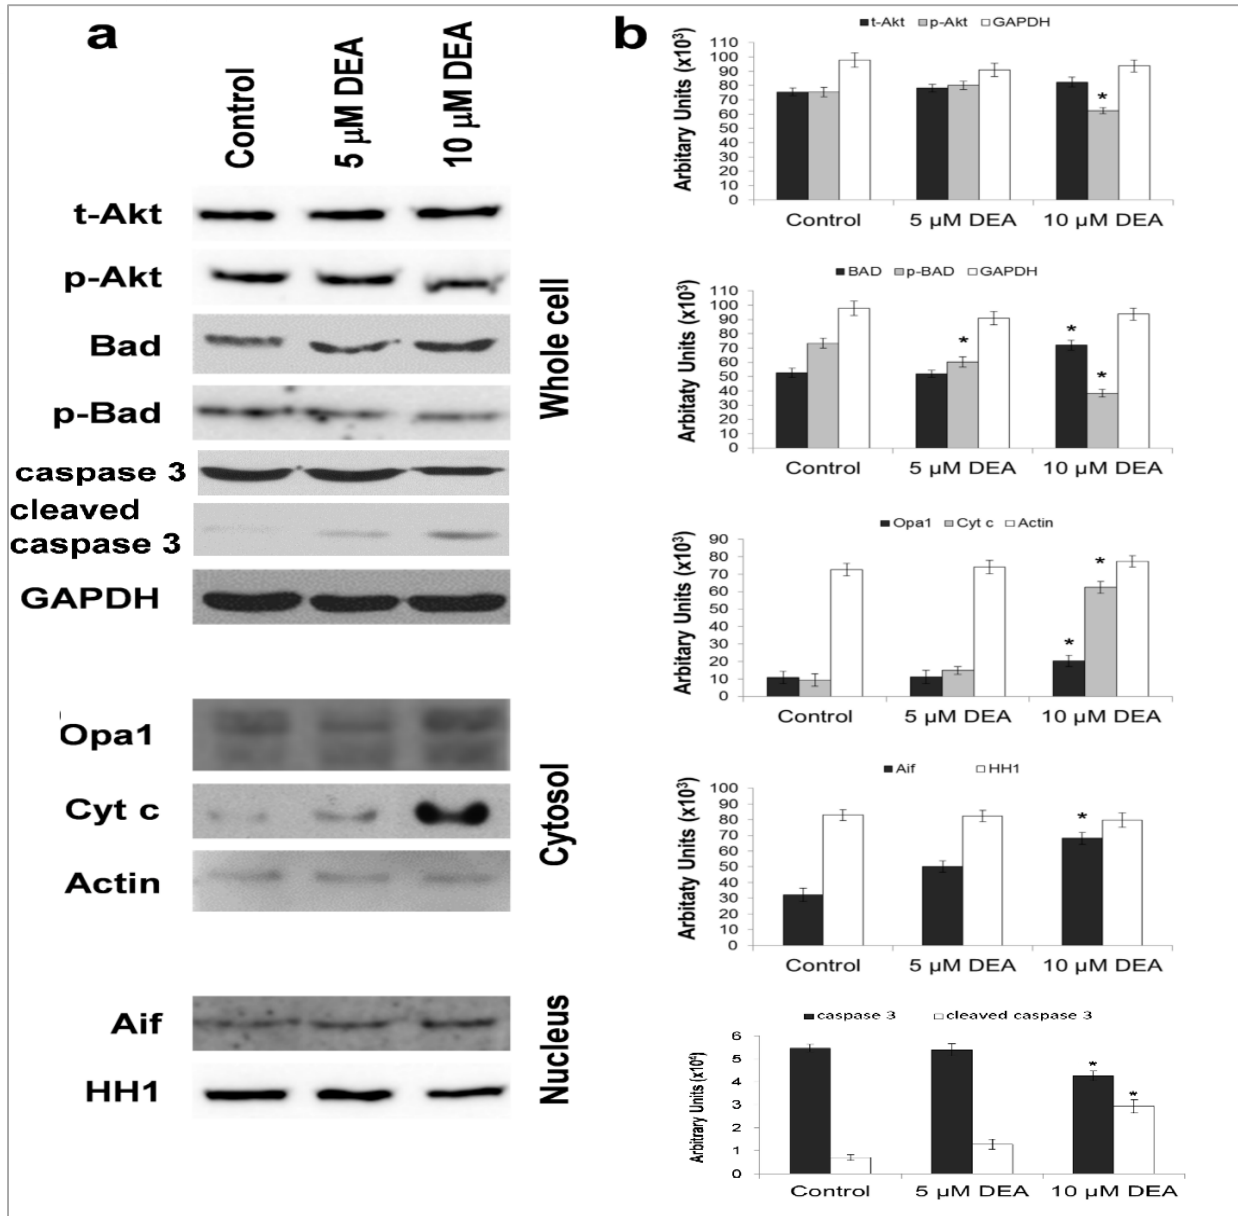 a
Control
5 µM DEA
10 µM DEA
t-Akt
p-Akt
Bad
p-Bad
caspase 3
cleaved
caspase 3
GAPDH
Whole cell
Opa1
Cyt c
Actin
Cytosol
Aif
HH1
Nucleus
b
t-Akt p-Akt GAPDH
Arbitary Units (x10³)
110
100
90
80
70
60
50
40
30
20
10
0
*
Control 5 µM DEA 10 µM DEA
BAD p-BAD GAPDH
Arbitaty Units (x10³)
110
100
90
80
70
60
50
40
30
20
10
0
*
*
*
Control 5 µM DEA 10 µM DEA
Opa1 Cyt c Actin
Arbitary Units (x10³)
90
80
70
60
50
40
30
20
10
0
*
*
Control 5 µM DEA 10 µM DEA
Aif HH1
Arbitaty Units (x10³)
100
90
80
70
60
50
40
30
20
10
0
*
Control 5 µM DEA 10 µM DEA
caspase 3 cleaved caspase 3
Arbitrary Units (x10⁴)
6
5
4
3
2
1
0
*
*
Control 5 µM DEA 10 µM DEA